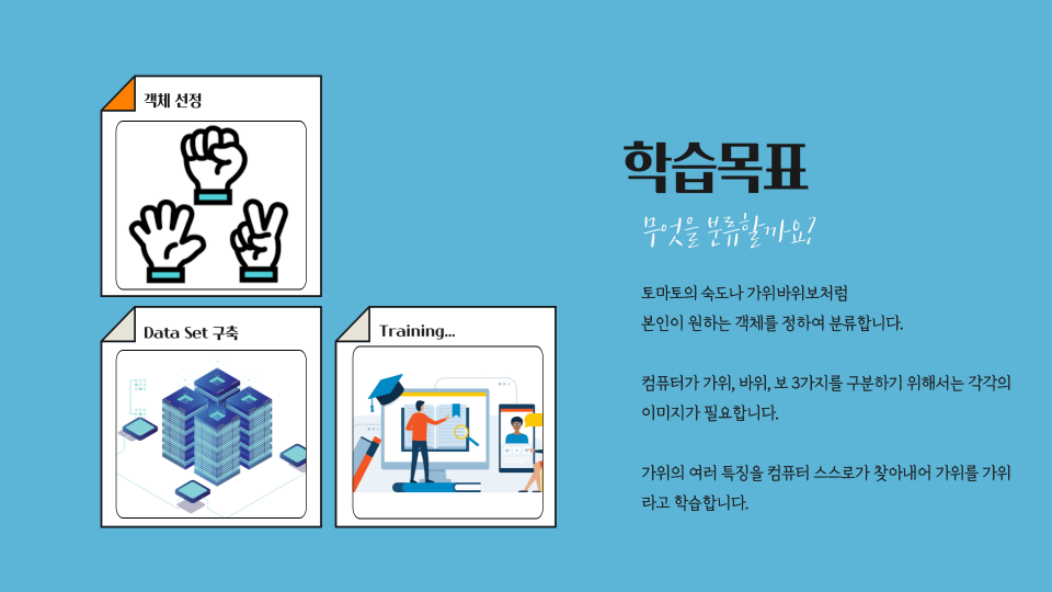 객체 선정
Data Set 구축
Training...
학습목표
무엇을 분류할까요?
토마토의 숙도나 가위바위보처럼
본인이 원하는 객체를 정하여 분류합니다.
컴퓨터가 가위, 바위, 보 3가지를 구분하기 위해서는 각각의
이미지가 필요합니다.
가위의 여러 특징을 컴퓨터 스스로가 찾아내어 가위를 가위
라고 학습합니다.